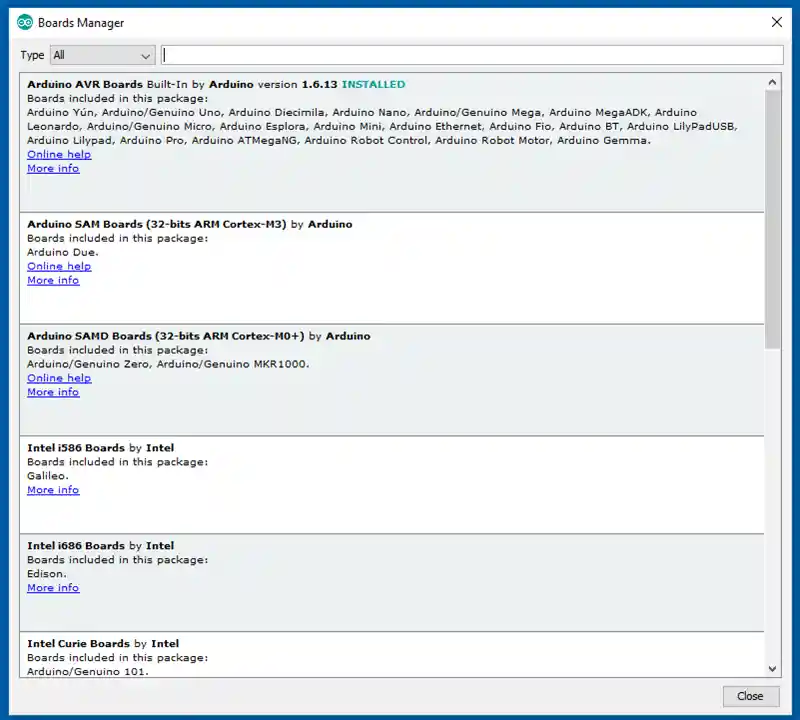 Boards Manager
Type All
Arduino AVR Boards Built-In by Arduino version 1.6.13 INSTALLED
Boards included in this package:
Arduino Yún, Arduino/Genuino Uno, Arduino Diecimila, Arduino Nano, Arduino/Genuino Mega, Arduino MegaADK, Arduino
Leonardo, Arduino/Genuino Micro, Arduino Esplora, Arduino Mini, Arduino Ethernet, Arduino Fio, Arduino BT, Arduino LilyPadUSB,
Arduino Lilypad, Arduino Pro, Arduino ATMegaNG, Arduino Robot Control, Arduino Robot Motor, Arduino Gemma.
Online help
More info
Arduino SAM Boards (32-bits ARM Cortex-M3) by Arduino
Boards included in this package:
Arduino Due.
Online help
More info
Arduino SAMD Boards (32-bits ARM Cortex-M0+) by Arduino
Boards included in this package:
Arduino/Genuino Zero, Arduino/Genuino MKR1000.
Online help
More info
Intel i586 Boards by Intel
Boards included in this package:
Galileo.
More info
Intel i686 Boards by Intel
Boards included in this package:
Edison.
More info
Intel Curie Boards by Intel
Boards included in this package:
Arduino/Genuino 101.
Close